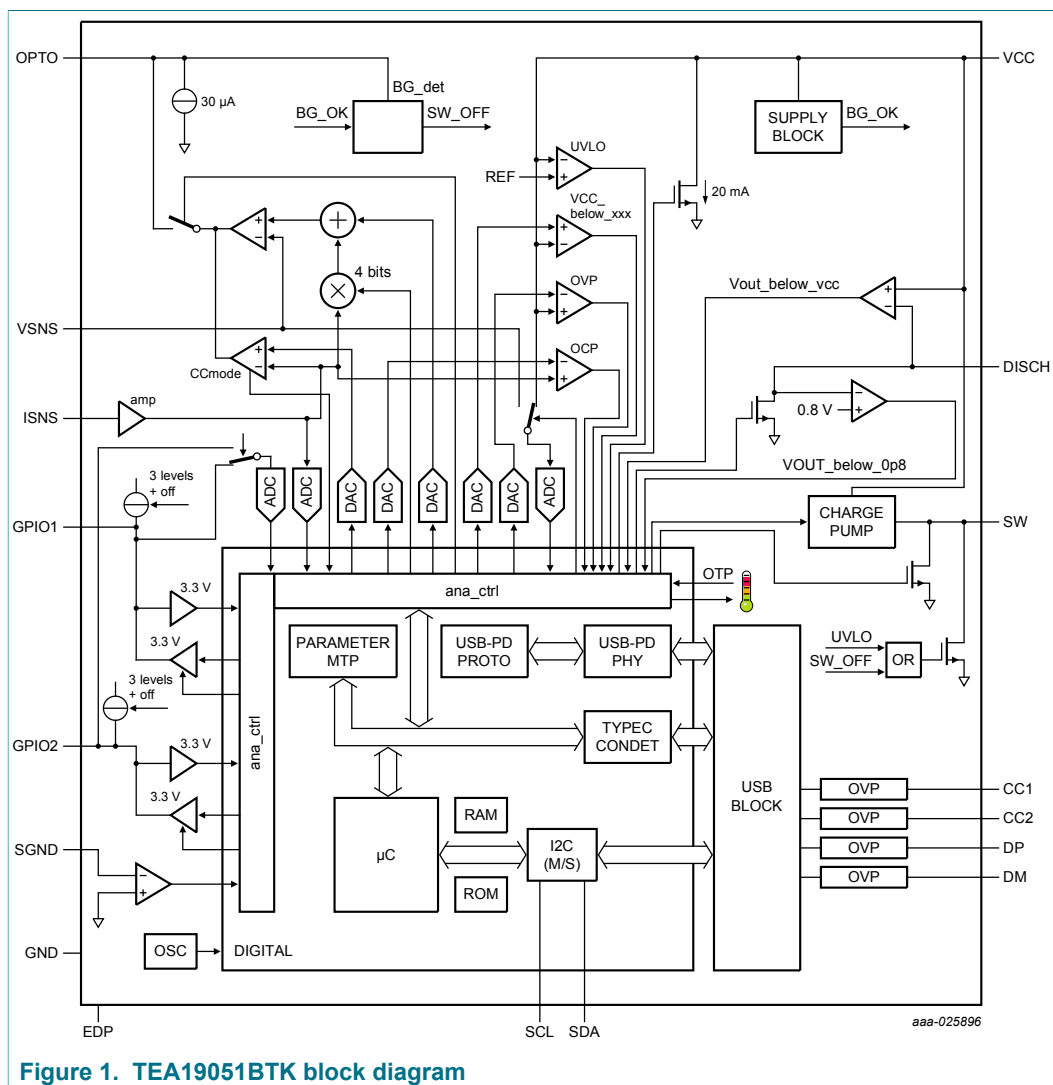 OPTO
VCC
30 µA
BG_det
BG_OK
SW_OFF
SUPPLY
BLOCK
BG_OK
UVLO
REF
20 mA
VCC_
below_xxx
4 bits
OVP
Vout_below_vcc
VSNS
OCP
CCmode
DISCH
ISNS
amp
0.8 V
3 levels
+ off
ADC
ADC
DAC
DAC
DAC
DAC
DAC
ADC
VOUT_below_0p8
GPIO1
CHARGE
PUMP
SW
ana_ctrl
OTP
3.3 V
3.3 V
PARAMETER
MTP
USB-PD
PROTO
USB-PD
PHY
UVLO
SW_OFF
OR
3 levels
+ off
ana_ctrl
GPIO2
TYPEC
CONDET
3.3 V
3.3 V
USB
BLOCK
OVP
CC1
OVP
CC2
RAM
SGND
µC
I2C
(M/S)
OVP
DP
OVP
DM
ROM
GND
OSC
DIGITAL
EDP
SCL
SDA
aaa-025896
Figure 1. TEA19051BTK block diagram